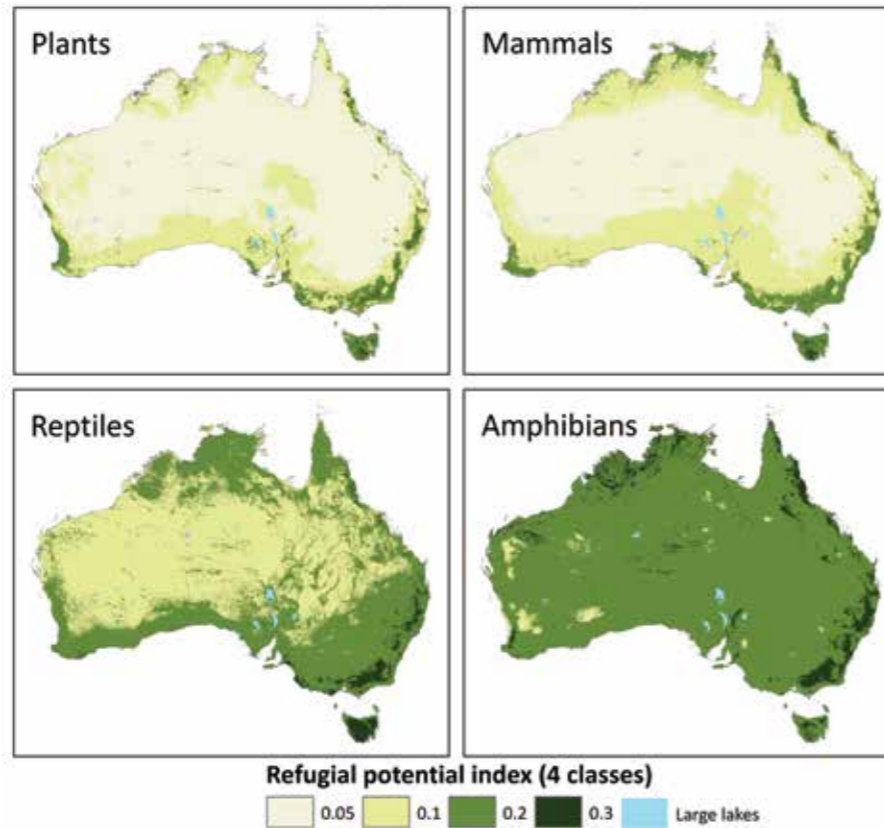 Plants
Mammals
Reptiles
Amphibians
Refugial potential index (4 classes)
0.05 0.1 0.2 0.3 Large lakes